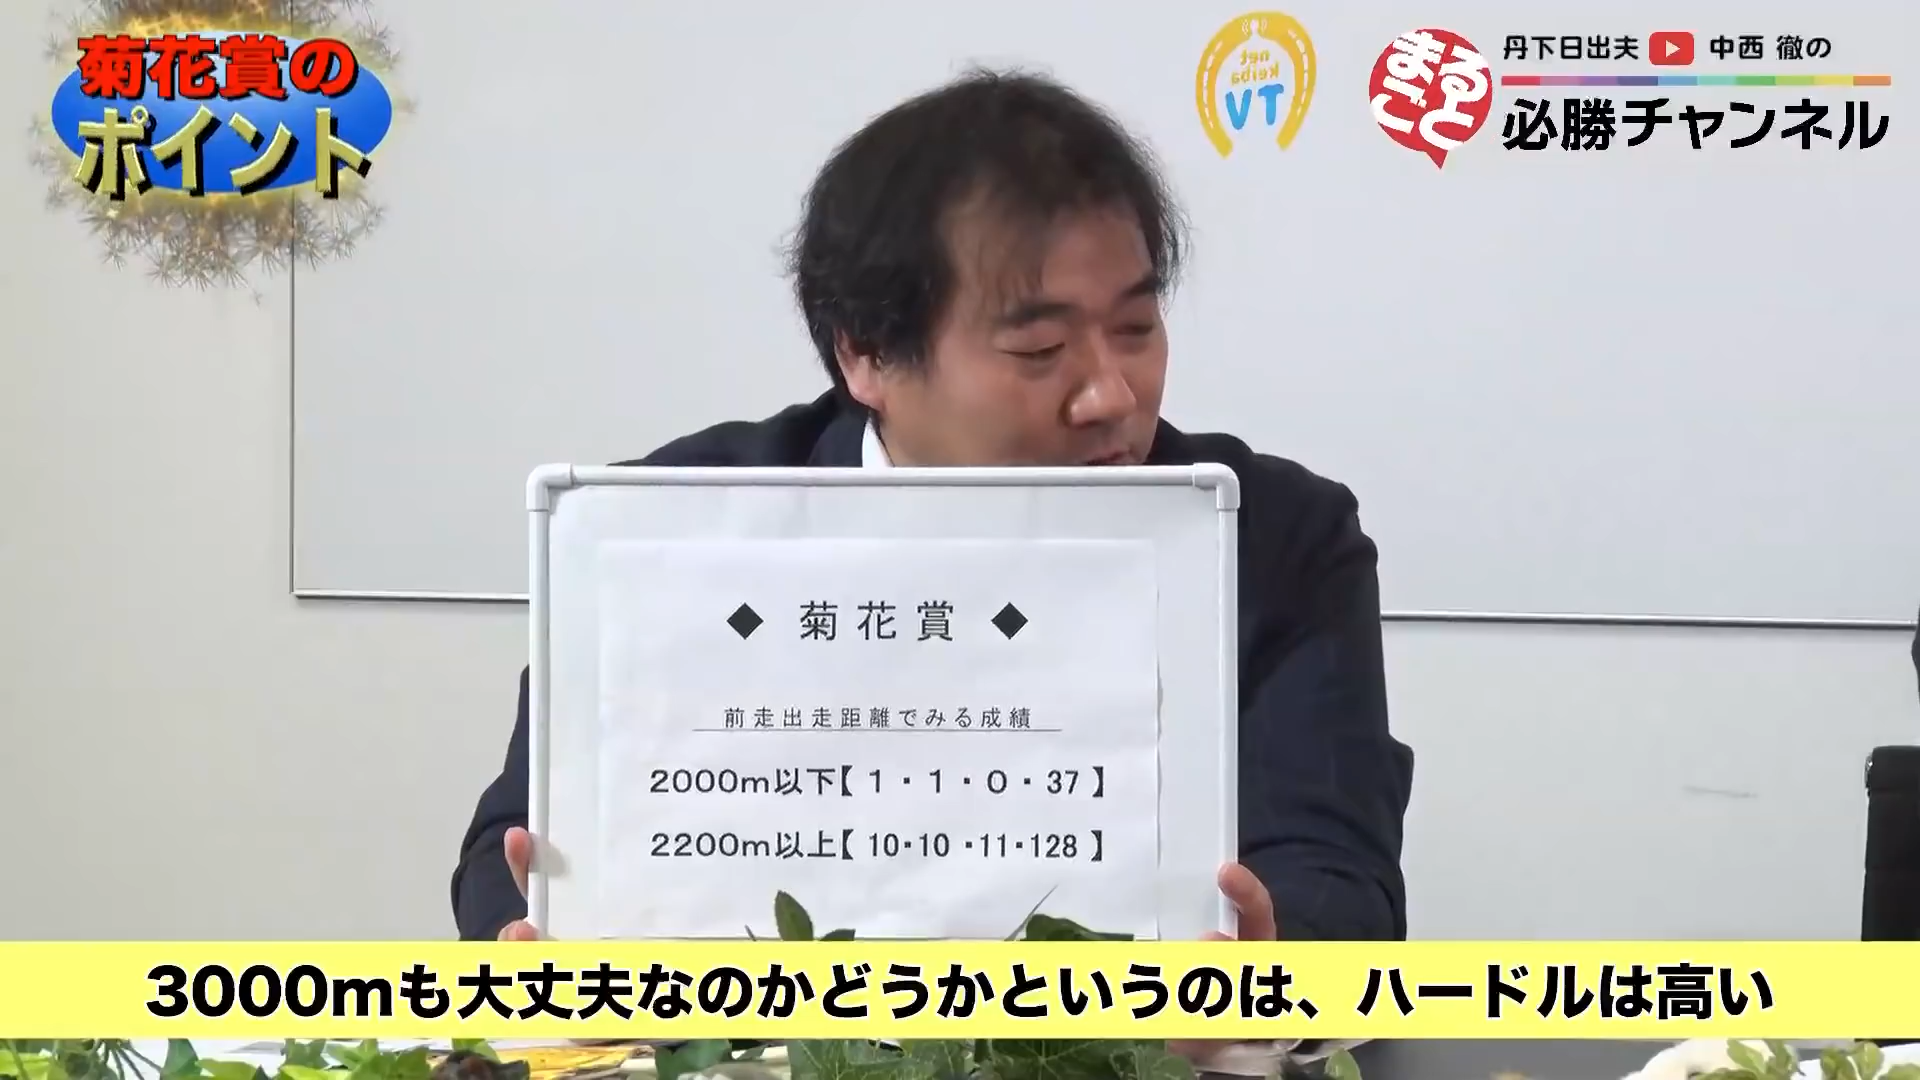 菊花賞の
ポイント
net
keiba
TV
まるごと
丹下日出夫 中西 徹の
必勝チャンネル
◆ 菊花賞 ◆
前走出走距離でみる成績
2000m以下【 1 ・ 1 ・ 0 ・ 37 】
2200m以上【 10・10 ・11・128 】
3000mも大丈夫なのかどうかというのは、ハードルは高い